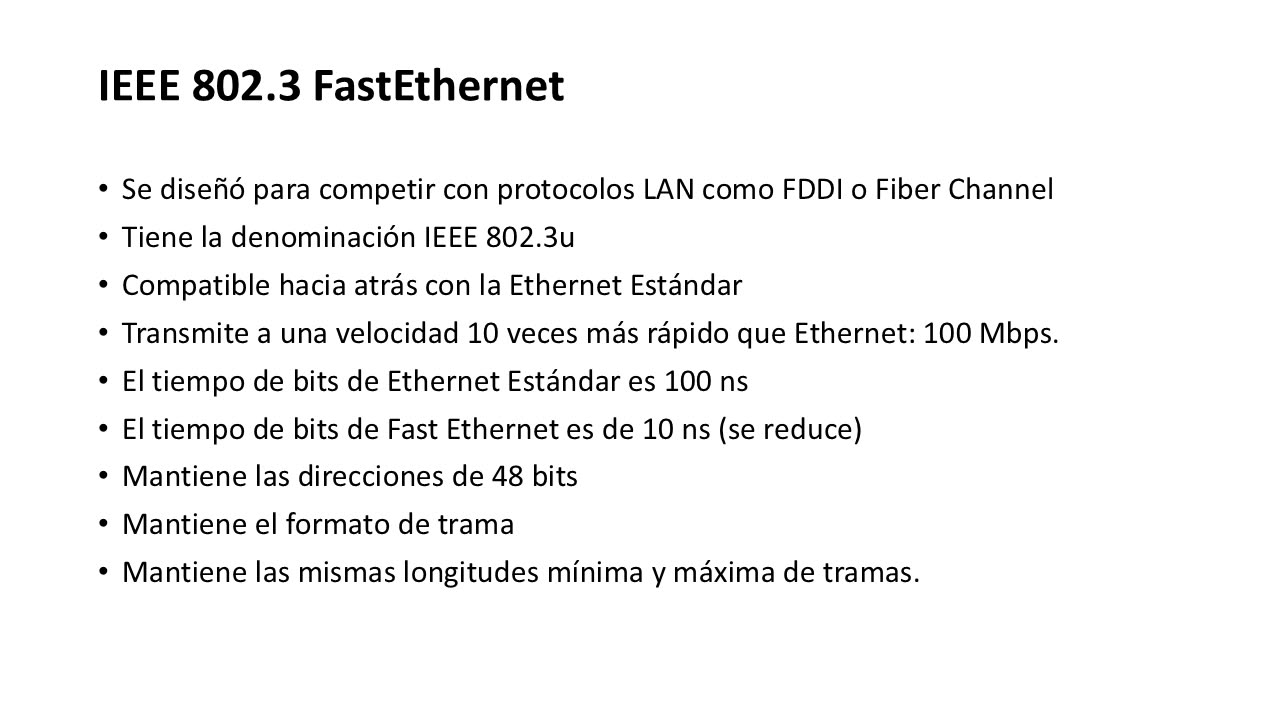 IEEE 802.3 FastEthernet
• Se diseñó para competir con protocolos LAN como FDDI o Fiber Channel
• Tiene la denominación IEEE 802.3u
• Compatible hacia atrás con la Ethernet Estándar
• Transmite a una velocidad 10 veces más rápido que Ethernet: 100 Mbps.
• El tiempo de bits de Ethernet Estándar es 100 ns
• El tiempo de bits de Fast Ethernet es de 10 ns (se reduce)
• Mantiene las direcciones de 48 bits
• Mantiene el formato de trama
• Mantiene las mismas longitudes mínima y máxima de tramas.